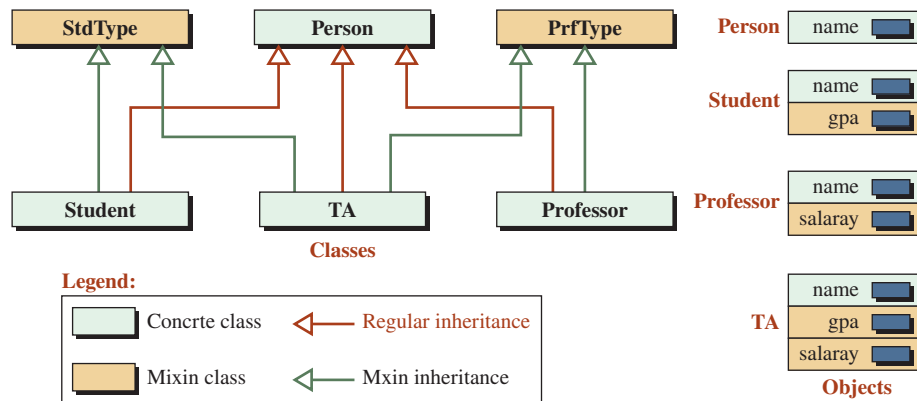 StdType
Person
PrfType
Student
TA
Professor
Classes
Legend:
Concrte class
Regular inheritance
Mixin class
Mxin inheritance
Person
name
Student
name
gpa
Professor
name
salaray
TA
name
gpa
salaray
Objects